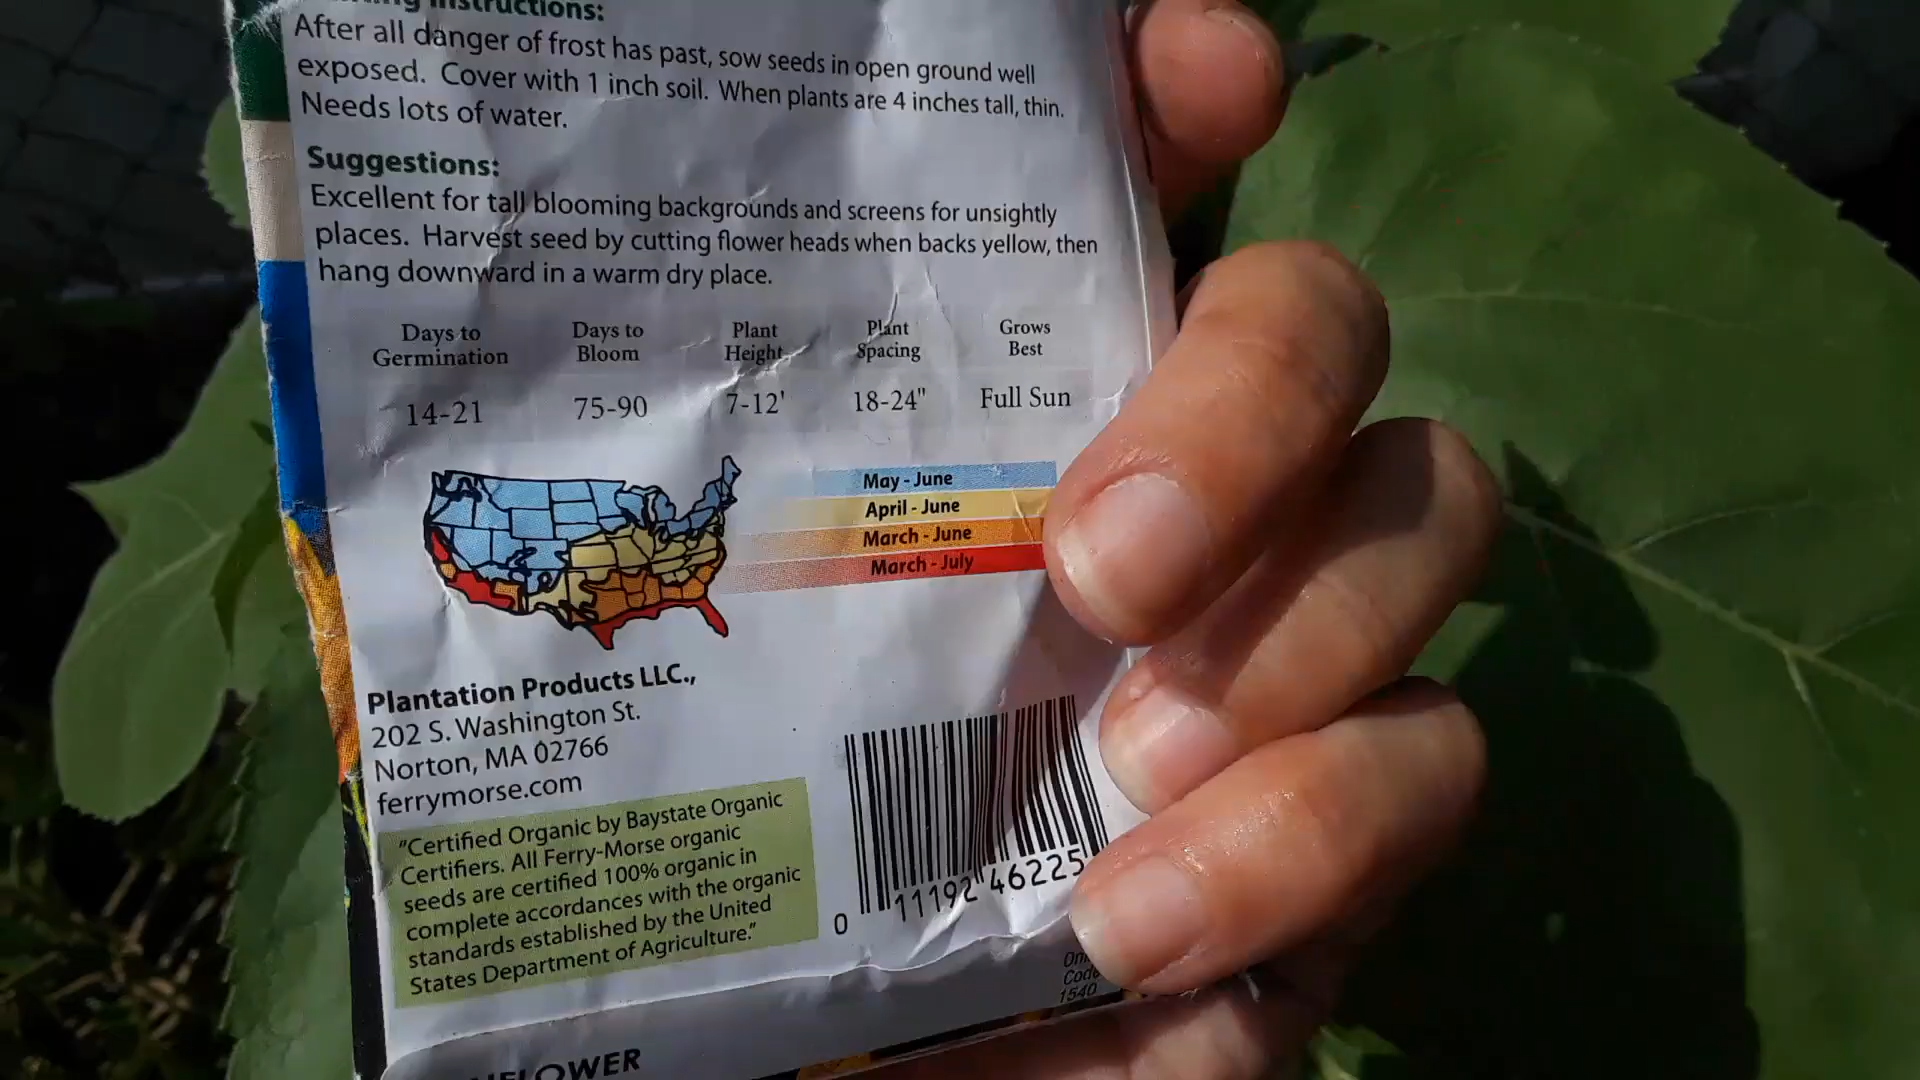 Instructions:
After all danger of frost has past, sow seeds in open ground well
exposed. Cover with 1 inch soil. When plants are 4 inches tall, thin.
Needs lots of water.
Suggestions:
Excellent for tall blooming backgrounds and screens for unsightly
places. Harvest seed by cutting flower heads when backs yellow, then
hang downward in a warm dry place.
Days to Germination Days to Bloom Plant Height Plant Spacing Grows Best
14-21 75-90 7-12' 18-24" Full Sun
May - June
April - June
March - June
March - July
Plantation Products LLC.,
202 S. Washington St.
Norton, MA 02766
ferrymorse.com
"Certified Organic by Baystate Organic
Certifiers. All Ferry-Morse organic
seeds are certified 100% organic in
complete accordances with the organic
standards established by the United
States Department of Agriculture."
0 11192 46225
Code
1540